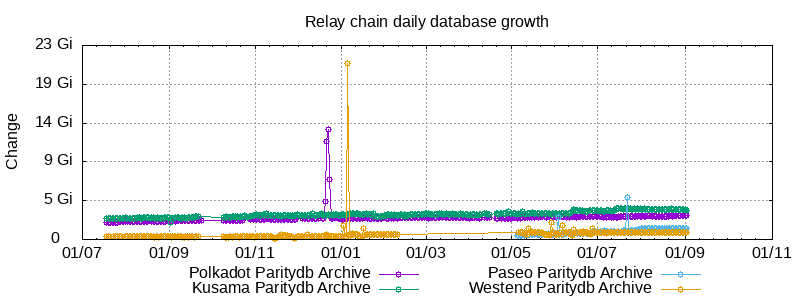 Relay chain daily database growth
23 Gi
19 Gi
14 Gi
9 Gi
5 Gi
0
Change
01/07 01/09 01/11 01/01 01/03 01/05 01/07 01/09 01/11
Polkadot Paritydb Archive Paseo Paritydb Archive
Kusama Paritydb Archive Westend Paritydb Archive